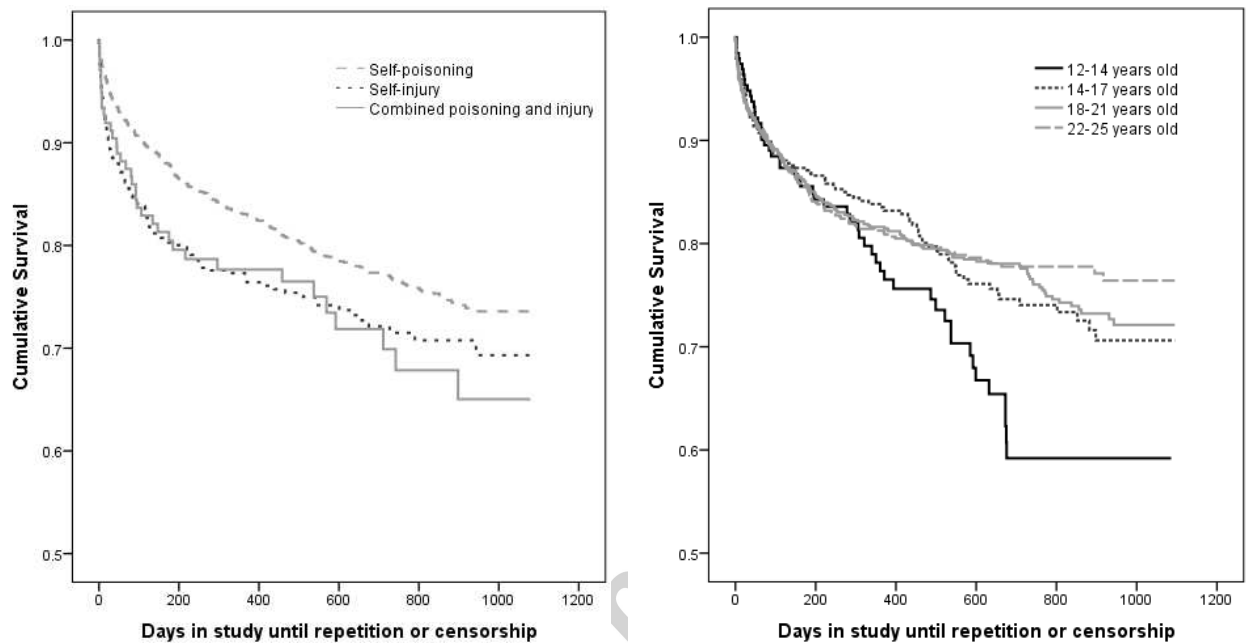 1.0
0.9
0.8
0.7
0.6
0.5
Cumulative Survival
Self-poisoning
Self-injury
Combined poisoning and injury
0 200 400 600 800 1000 1200
Days in study until repetition or censorship
1.0
0.9
0.8
0.7
0.6
0.5
Cumulative Survival
12-14 years old
14-17 years old
18-21 years old
22-25 years old
0 200 400 600 800 1000 1200
Days in study until repetition or censorship